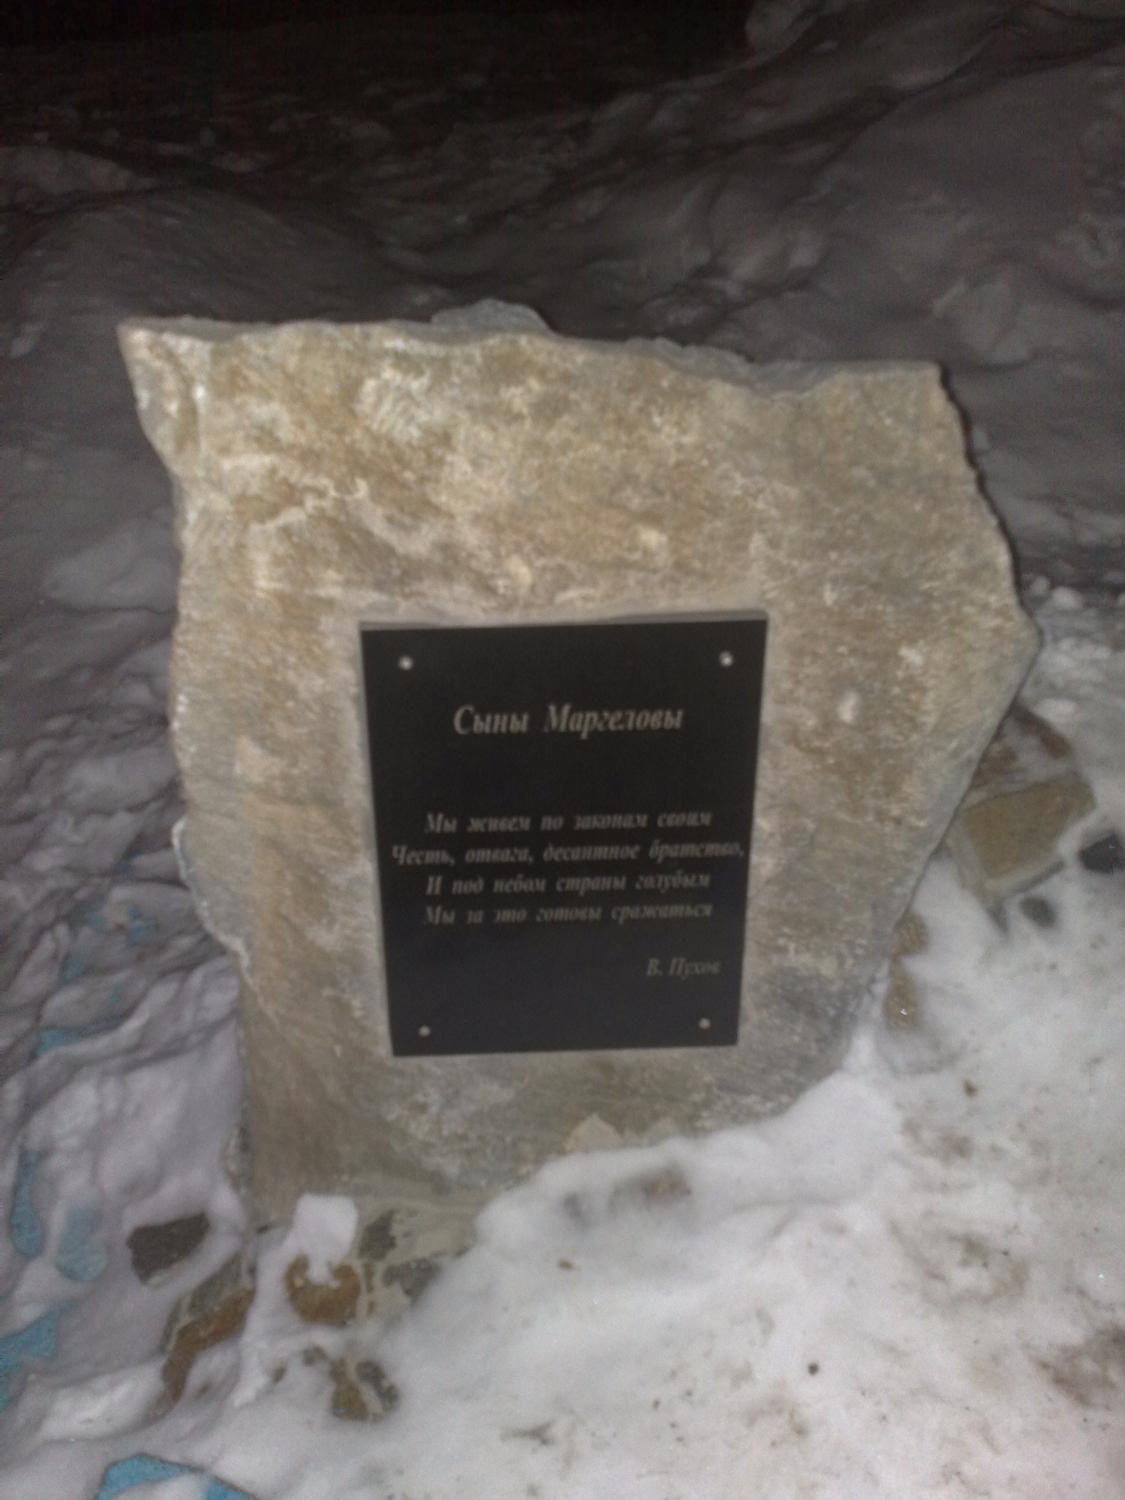 Сыны Маргеловы
Мы живем по законам своим
Честь, отвага, десантное братство,
И под небом страны голубым
Мы за это готовы сражаться
В. Пухов